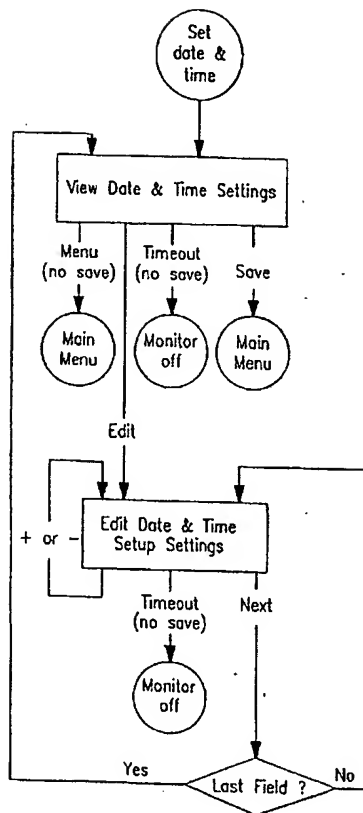 Set
date &
time
View Date & Time Settings
Menu
(no save)
Timeout
(no save)
Save
Main
Menu
Monitor
off
Main
Menu
Edit
+ or -
Edit Date & Time
Setup Settings
Timeout
(no save)
Next
Monitor
off
Yes
Last Field ?
No